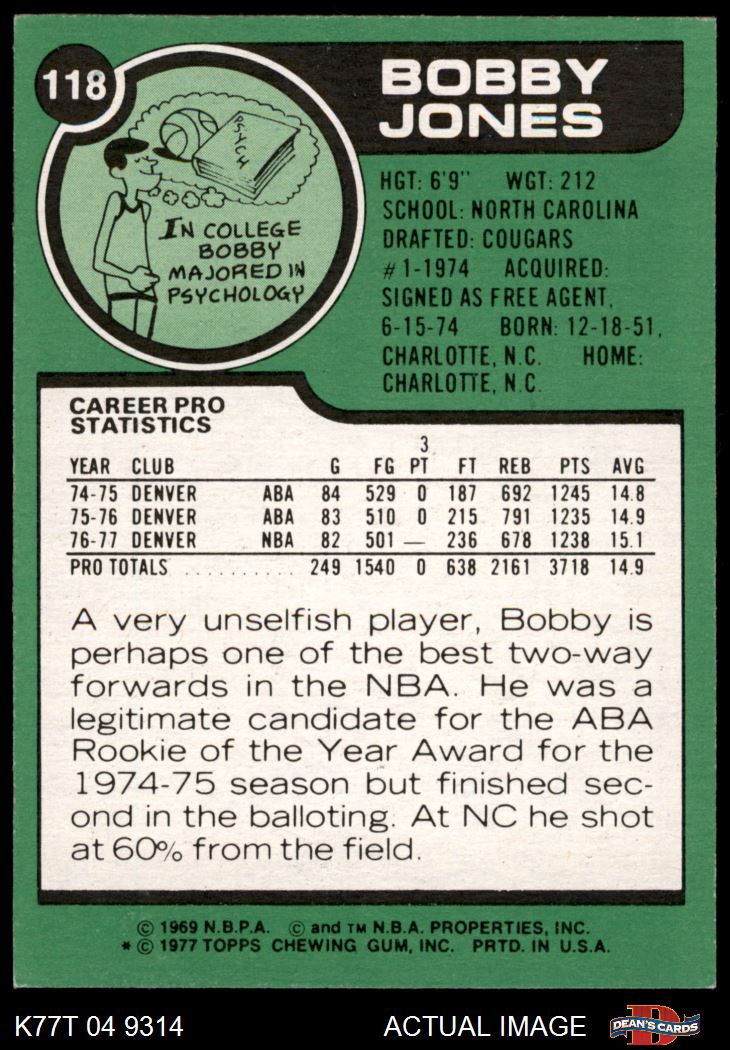 118
BOBBY
JONES
PSYCH
IN COLLEGE
BOBBY
MAJORED IN
PSYCHOLOGY
HGT: 6'9" WGT: 212
SCHOOL: NORTH CAROLINA
DRAFTED: COUGARS
#1-1974 ACQUIRED:
SIGNED AS FREE AGENT,
6-15-74 BORN: 12-18-51,
CHARLOTTE, N.C. HOME:
CHARLOTTE, N.C.
CAREER PRO
STATISTICS
3
YEAR CLUB G FG PT FT REB PTS AVG
74-75 DENVER ABA 84 529 0 187 692 1245 14.8
75-76 DENVER ABA 83 510 0 215 791 1235 14.9
76-77 DENVER NBA 82 501 — 236 678 1238 15.1
PRO TOTALS .......... 249 1540 0 638 2161 3718 14.9
A very unselfish player, Bobby is
perhaps one of the best two-way
forwards in the NBA. He was a
legitimate candidate for the ABA
Rookie of the Year Award for the
1974-75 season but finished sec-
ond in the balloting. At NC he shot
at 60% from the field.
© 1969 N.B.P.A. © and TM N.B.A. PROPERTIES, INC.
* © 1977 TOPPS CHEWING GUM, INC. PRTD. IN U.S.A.
K77T 04 9314 ACTUAL IMAGE DEAN'S CARDS